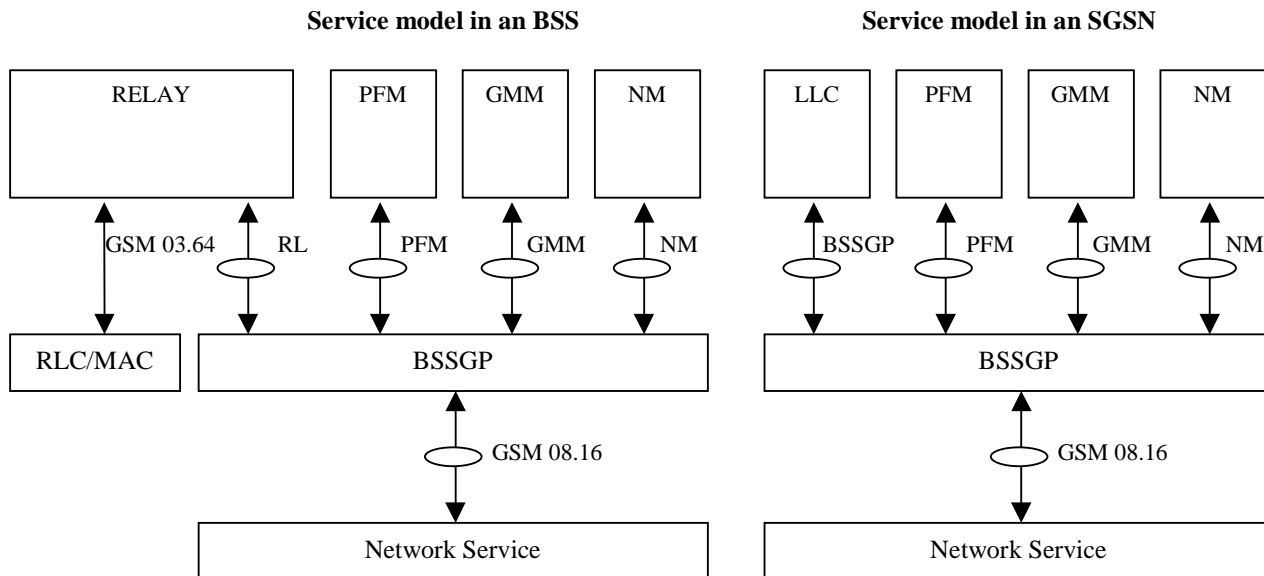 Service model in an BSS
Service model in an SGSN
RELAY
PFM
GMM
NM
LLC
PFM
GMM
NM
GSM 03.64
RL
PFM
GMM
NM
BSSGP
PFM
GMM
NM
RLC/MAC
BSSGP
BSSGP
GSM 08.16
GSM 08.16
Network Service
Network Service